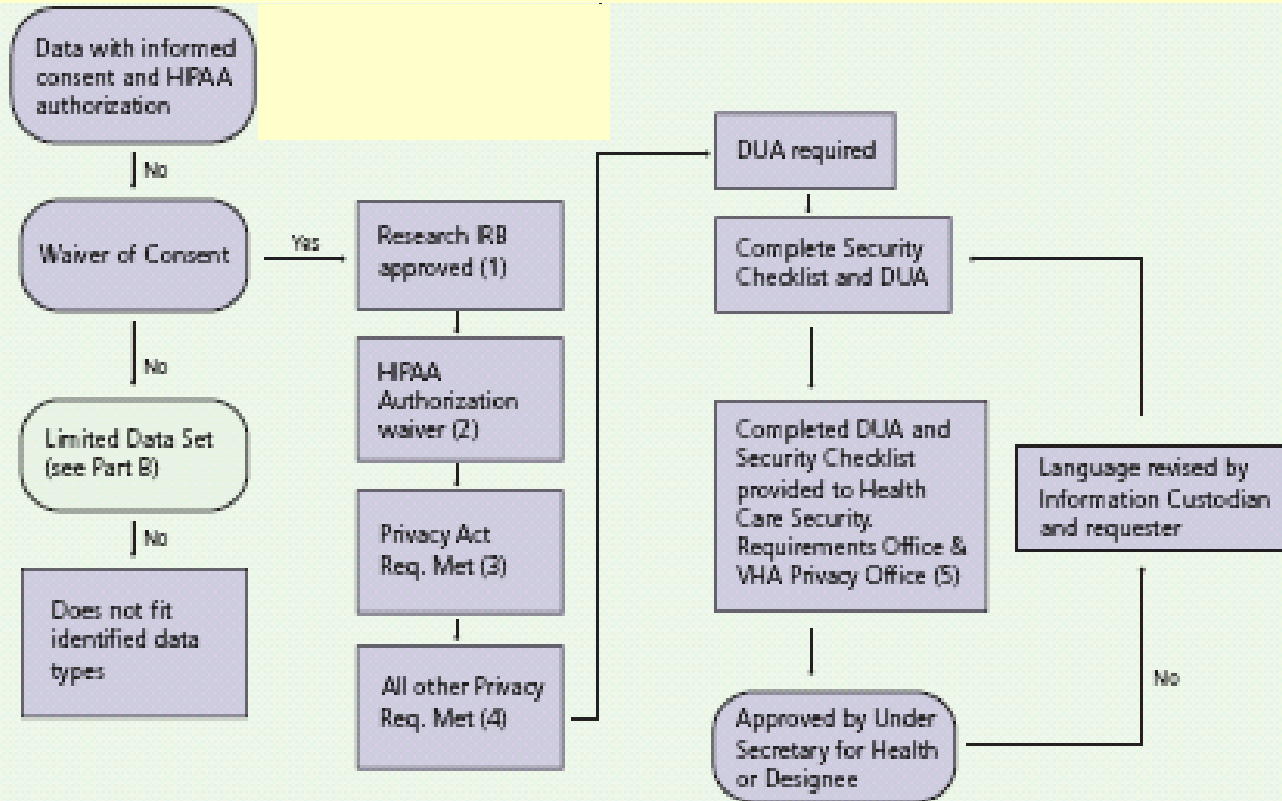 Data with informed
consent and HIPAA
authorization
No
Waiver of Consent
Yes
No
Limited Data Set
(see Part B)
No
Does not fit
identified data
types
Research IRB
approved (1)
HIPAA
Authorization
waiver (2)
Privacy Act
Req. Met (3)
All other Privacy
Req. Met (4)
DUA required
Complete Security
Checklist and DUA
Completed DUA and
Security Checklist
provided to Health
Care Security.
Requirements Office &
VHA Privacy Office (5)
Approved by Under
Secretary for Health
or Designee
No
Language revised by
Information Custodian
and requester